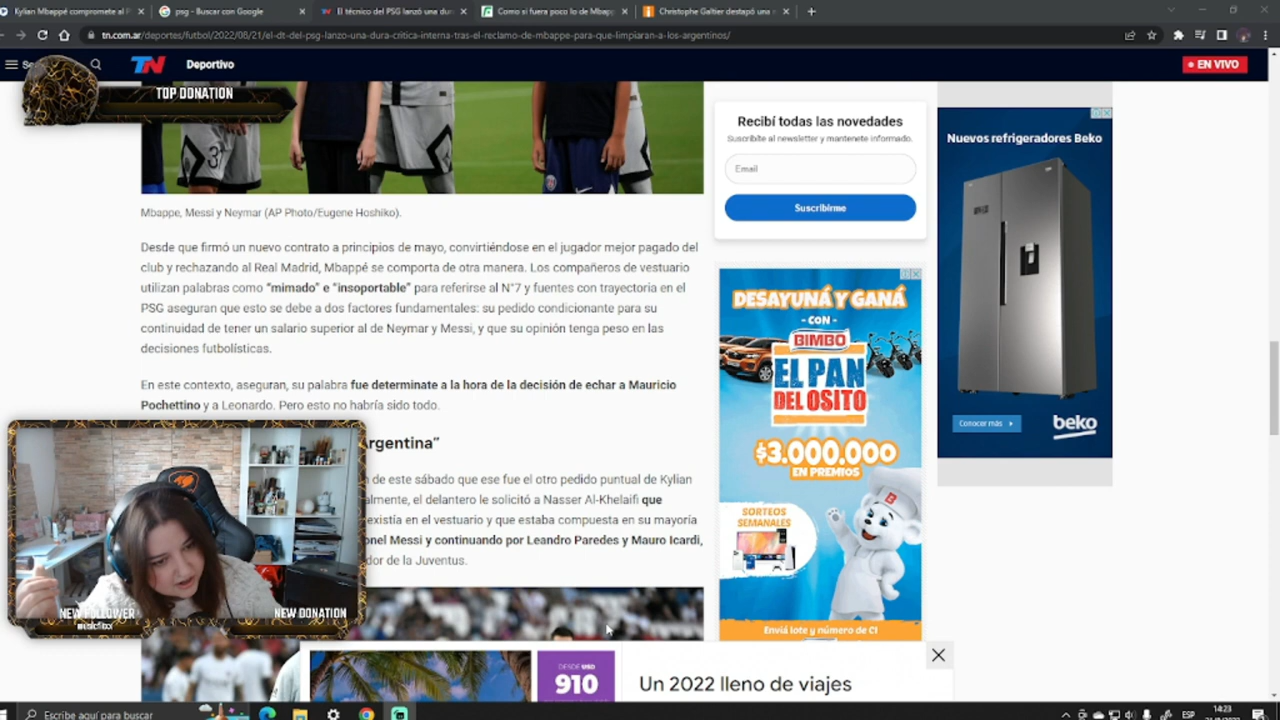 Kylian Mbappé compromete al P
psg - Buscar con Google
El técnico del PSG lanzó una dura
Como si fuera poco lo de Mbapp
Christophe Galtier destapó una
tn.com.ar/deportes/futbol/2022/08/21/el-dt-del-psg-lanzo-una-dura-critica-interna-tras-el-reclamo-de-mbappe-para-que-limpiaran-a-los-argentinos/
TN Deportivo
EN VIVO
TOP DONATION
Mbappe, Messi y Neymar (AP Photo/Eugene Hoshiko).
Desde que firmó un nuevo contrato a principios de mayo, convirtiéndose en el jugador mejor pagado del
club y rechazando al Real Madrid, Mbappé se comporta de otra manera. Los compañeros de vestuario
utilizan palabras como "mimado" e "insoportable" para referirse al N°7 y fuentes con trayectoria en el
PSG aseguran que esto se debe a dos factores fundamentales: su pedido condicionante para su
continuidad de tener un salario superior al de Neymar y Messi, y que su opinión tenga peso en las
decisiones futbolísticas.
En este contexto, aseguran, su palabra fue determinate a la hora de la decisión de echar a Mauricio
Pochettino y a Leonardo. Pero esto no habría sido todo.
Argentina"
de este sábado que ese fue el otro pedido puntual de Kylian
almente, el delantero le solicitó a Nasser Al-Khelaifi que
existía en el vestuario y que estaba compuesta en su mayoría
onel Messi y continuando por Leandro Paredes y Mauro Icardi,
dor de la Juventus.
NEW FOLLOWER
NEW DONATION
Recibí todas las novedades
Suscribite al newsletter y mantenete informado.
Email
Suscribirme
DESAYUNÁ Y GANÁ
- CON -
BIMBO
EL PAN
DEL OSITO
$3.000.000
EN PREMIOS
SORTEOS
SEMANALES
Enviá lote y número de CI
Nuevos refrigeradores Beko
Conocer más
beko
DESDE USD
910
Un 2022 lleno de viajes
Escribe aquí para buscar
ESP
14:23